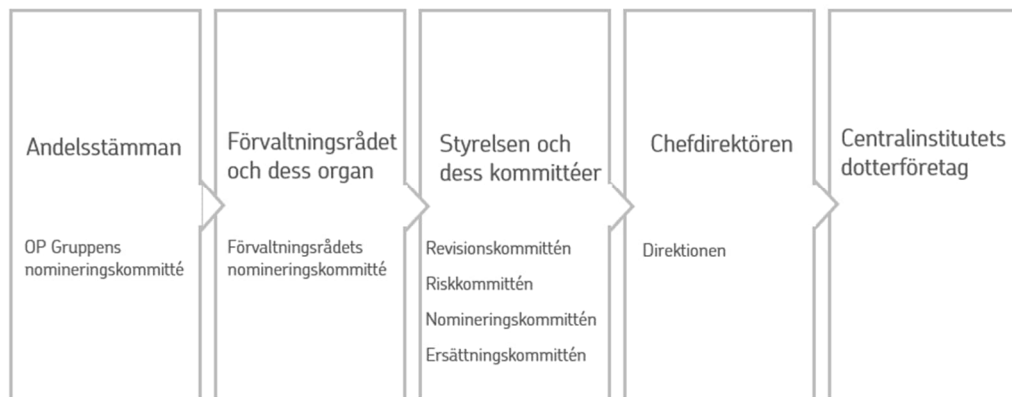 Andelsstämman
OP Gruppens
nomineringskommitté
Förvaltningsrådet
och dess organ
Förvaltningsrådets
nomineringskommitté
Styrelsen och
dess kommittéer
Revisionskommittén
Riskkommittén
Nomineringskommittén
Ersättningskommittén
Chefdirektören
Direktionen
Centralinstitutets
dotterföretag